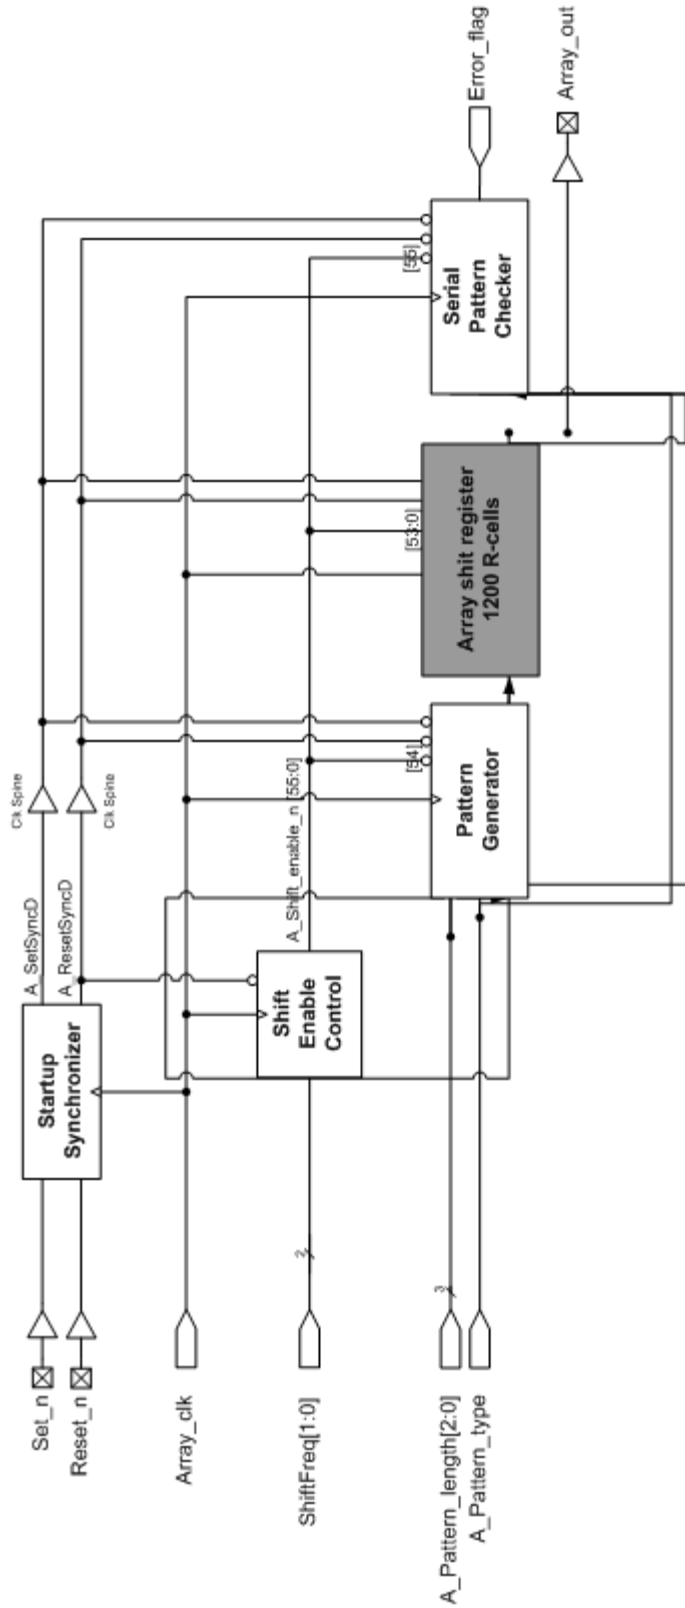 Set_n
Reset_n
Array_clk
ShiftFreq[1:0]
A_Pattern_length[2:0]
A_Pattern_type
2
3
Startup
Synchronizer
A_SetSyncD
A_ResetSyncD
Clk Spine
Clk Spine
Shift
Enable
Control
A_Shift_enable_n [55:0]
[54]
Pattern
Generator
[53:0]
Array shit register
1200 R-cells
[55]
Serial
Pattern
Checker
Error_flag
Array_out